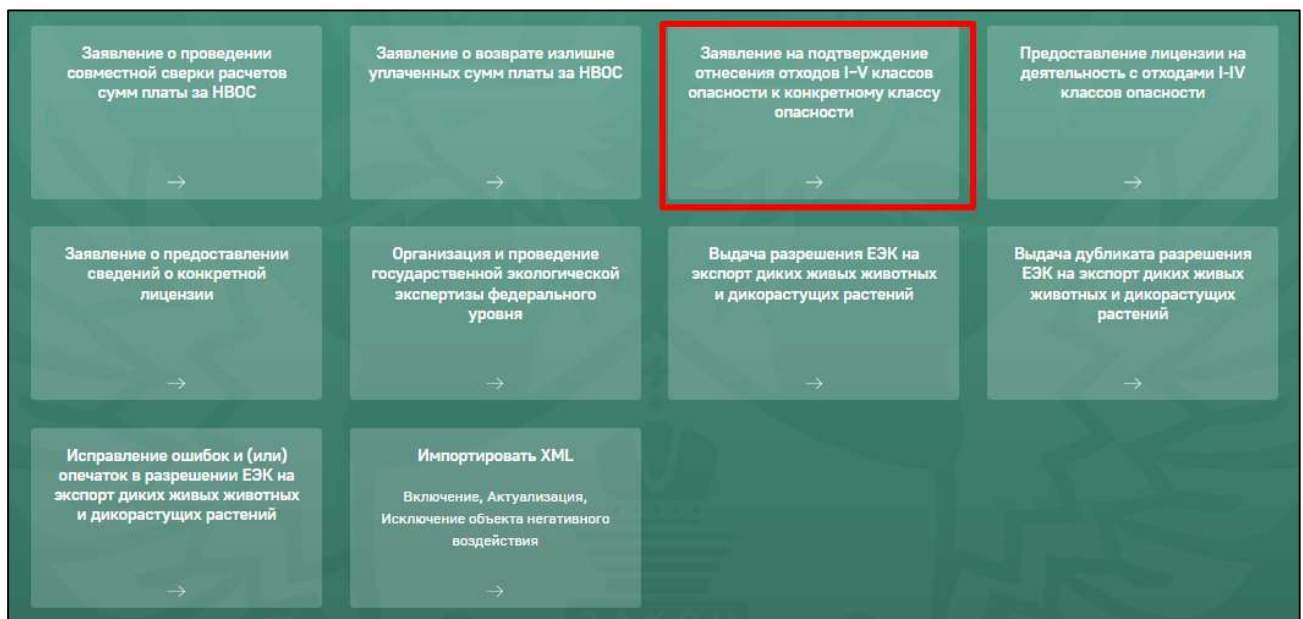 Заявление о проведении
совместной сверки расчетов
сумм платы за НВОС
Заявление о возврате излишне
уплаченных сумм платы за НВОС
Заявление на подтверждение
отнесения отходов I–V классов
опасности к конкретному классу
опасности
Предоставление лицензии на
деятельность с отходами I-IV
классов опасности
Заявление о предоставлении
сведений о конкретной
лицензии
Организация и проведение
государственной экологической
экспертизы федерального
уровня
Выдача разрешения ЕЭК на
экспорт диких живых животных
и дикорастущих растений
Выдача дубликата разрешения
ЕЭК на экспорт диких живых
животных и дикорастущих
растений
Исправление ошибок и (или)
опечаток в разрешении ЕЭК на
экспорт диких живых животных
и дикорастущих растений
Импортировать XML
Включение, Актуализация,
Исключение объекта негативного
воздействия